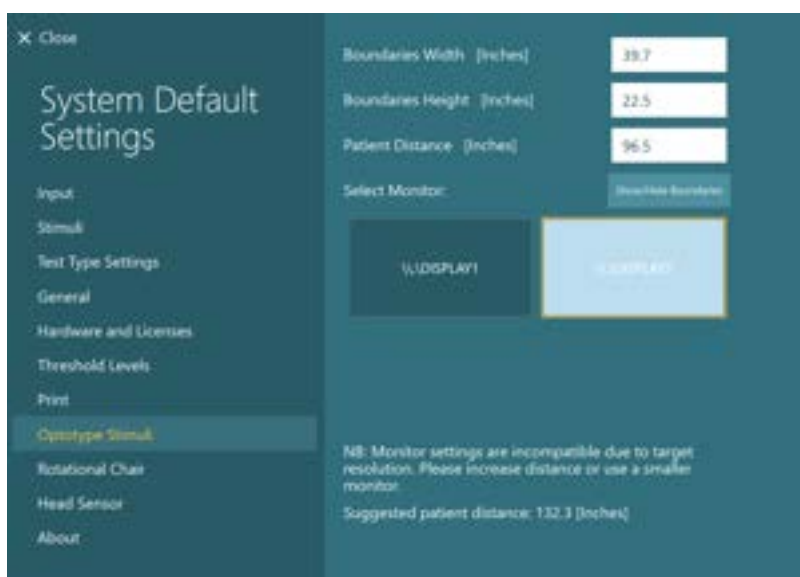 X Close
System Default
Settings
Input
Stimuli
Test Type Settings
General
Hardware and Licenses
Threshold Levels
Print
Optotype Stimuli
Rotational Chair
Head Sensor
About
Boundaries Width [Inches] 39.7
Boundaries Height [Inches] 22.5
Patient Distance [Inches] 96.5
Select Monitor: Show/Hide Boundaries
\\.\DISPLAY1
NB: Monitor settings are incompatible due to target
resolution. Please increase distance or use a smaller
monitor.
Suggested patient distance: 132.3 [Inches]